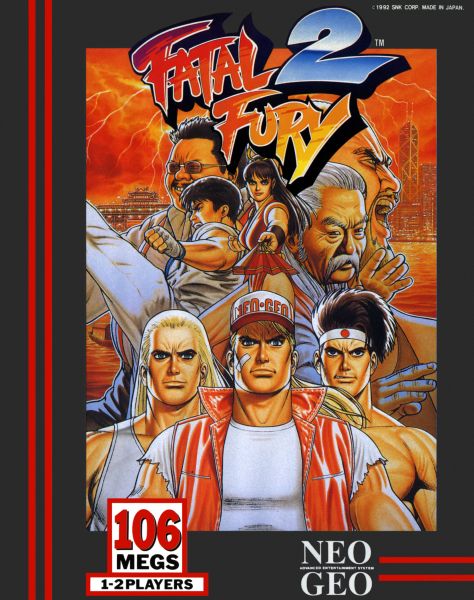 ©1992 SNK CORP. MADE IN JAPAN.
FATAL
FURY
2
TM
NEO•GEO
106
MEGS
1-2 PLAYERS
NEO
ADVANCED ENTERTAINMENT SYSTEM
GEO